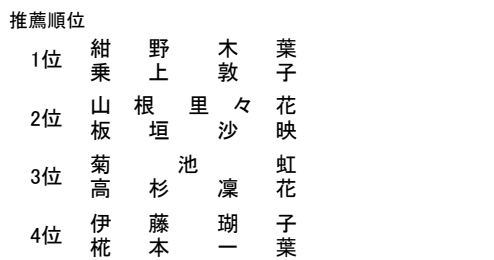 推薦順位
1位 紺野木葉
乗上敦子
2位 山根里々花
板垣沙映
3位 菊池虹
高杉凜花
4位 伊藤瑚子
椛本一葉